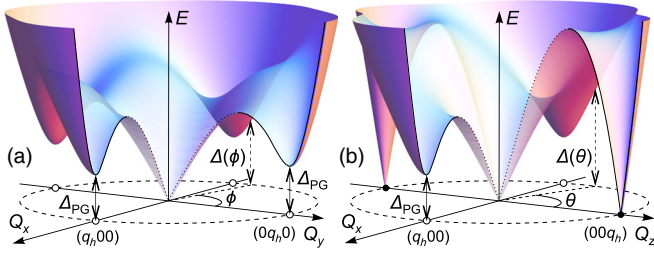 E
(a)
Δ(ϕ)
Δ_PG
Δ_PG
ϕ
Q_x
(q_h00)
(0q_h0)
Q_y
E
(b)
Δ(θ)
Δ_PG
θ
Q_x
(q_h00)
(00q_h)
Q_z